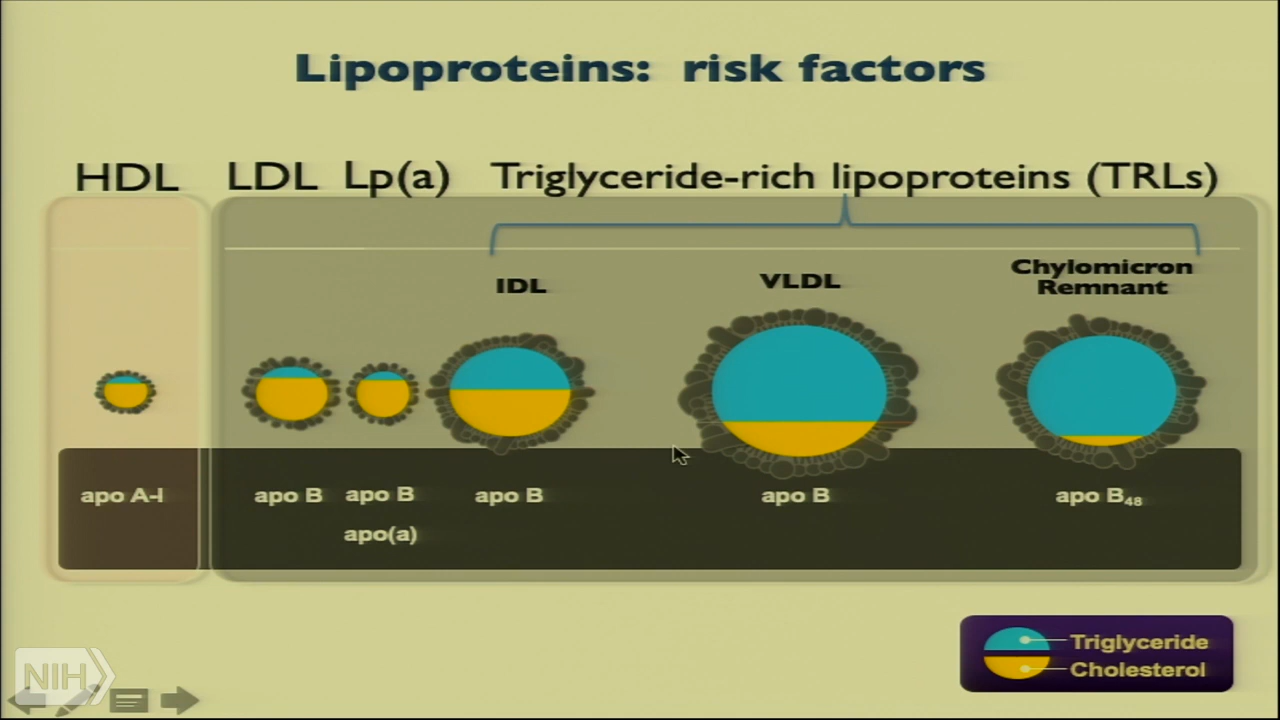 Lipoproteins: risk factors
HDL LDL Lp(a) Triglyceride-rich lipoproteins (TRLs)
IDL
VLDL
Chylomicron
Remnant
apo A-I apo B apo B apo B apo B apo B48
apo(a)
Triglyceride
Cholesterol
NIH